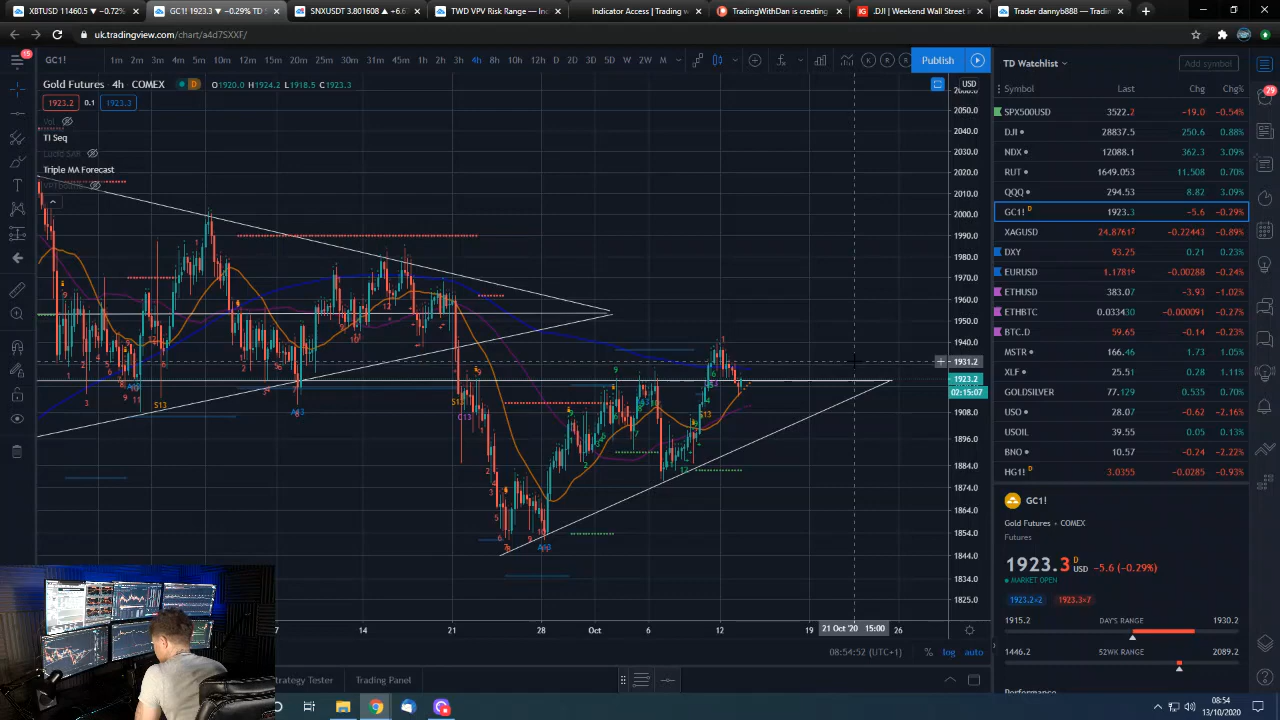 XBTUSD 11460.5 ▼ −0.72%
GC1! 1923.3 ▼ −0.29% TD
SNXUSDT 3.801608 ▲ +6.6
TWD VPV Range Risk — In
Indicator Access | Trading w
TradingWithDan is creating
.DJI | Weekend Wall Street i
Trader dannyb888 — Tradin
uk.tradingview.com/chart/a4d7SXXF/
15
GC1!
1m 2m 3m 4m 5m 10m 12m 15m 20m 25m 30m 31m 45m 1h 2h 3h 4h 8h 10h 12h D 2D 3D 5D W 2W M
Publish
Gold Futures · 4h · COMEX
D
O1920.0 H1924.2 L1918.5 C1923.3
1923.2 0.1 1923.3
Vol
TI Seq
Lucid SAR
Triple MA Forecast
USD
2050.0
2040.0
2030.0
2020.0
2010.0
2000.0
1990.0
1980.0
1970.0
1960.0
1950.0
1940.0
1931.2
1923.2
02:15:07
1908.0
1896.0
1884.0
1874.0
1864.0
1854.0
1844.0
1834.0
1825.0
14 21 28 Oct 6 12 19 21 Oct '20 15:00 26
08:54:52 (UTC+1) % log auto
Strategy Tester Trading Panel
TD Watchlist
Add symbol
Symbol Last Chg Chg%
SPX500USD 3522.2 −19.0 −0.54%
DJI 28837.5 250.6 0.88%
NDX 12088.1 362.3 3.09%
RUT 1649.053 11.508 0.70%
QQQ 294.53 8.82 3.09%
GC1! D 1923.3 −5.6 −0.29%
XAGUSD 24.8761² −0.22443 −0.89%
DXY 93.25 0.21 0.23%
EURUSD 1.1781⁶ −0.00288 −0.24%
ETHUSD 383.07 −3.93 −1.02%
ETHBTC 0.033430 −0.000091 −0.27%
BTC.D 59.65 −0.14 −0.23%
MSTR 166.46 1.73 1.05%
XLF 25.51 0.28 1.11%
GOLDSILVER 77.129 0.535 0.70%
USO 28.07 −0.62 −2.16%
USOIL 39.55 0.05 0.13%
BNO 10.57 −0.24 −2.22%
HG1! D 3.0355 −0.0285 −0.93%
GC1!
Gold Futures · COMEX
Futures
1923.3 D USD −5.6 (−0.29%)
MARKET OPEN
1923.2×2 1923.3×7
1915.2 DAY'S RANGE 1930.2
1446.2 52WK RANGE 2089.2
Performance
29
08:54
13/10/2020